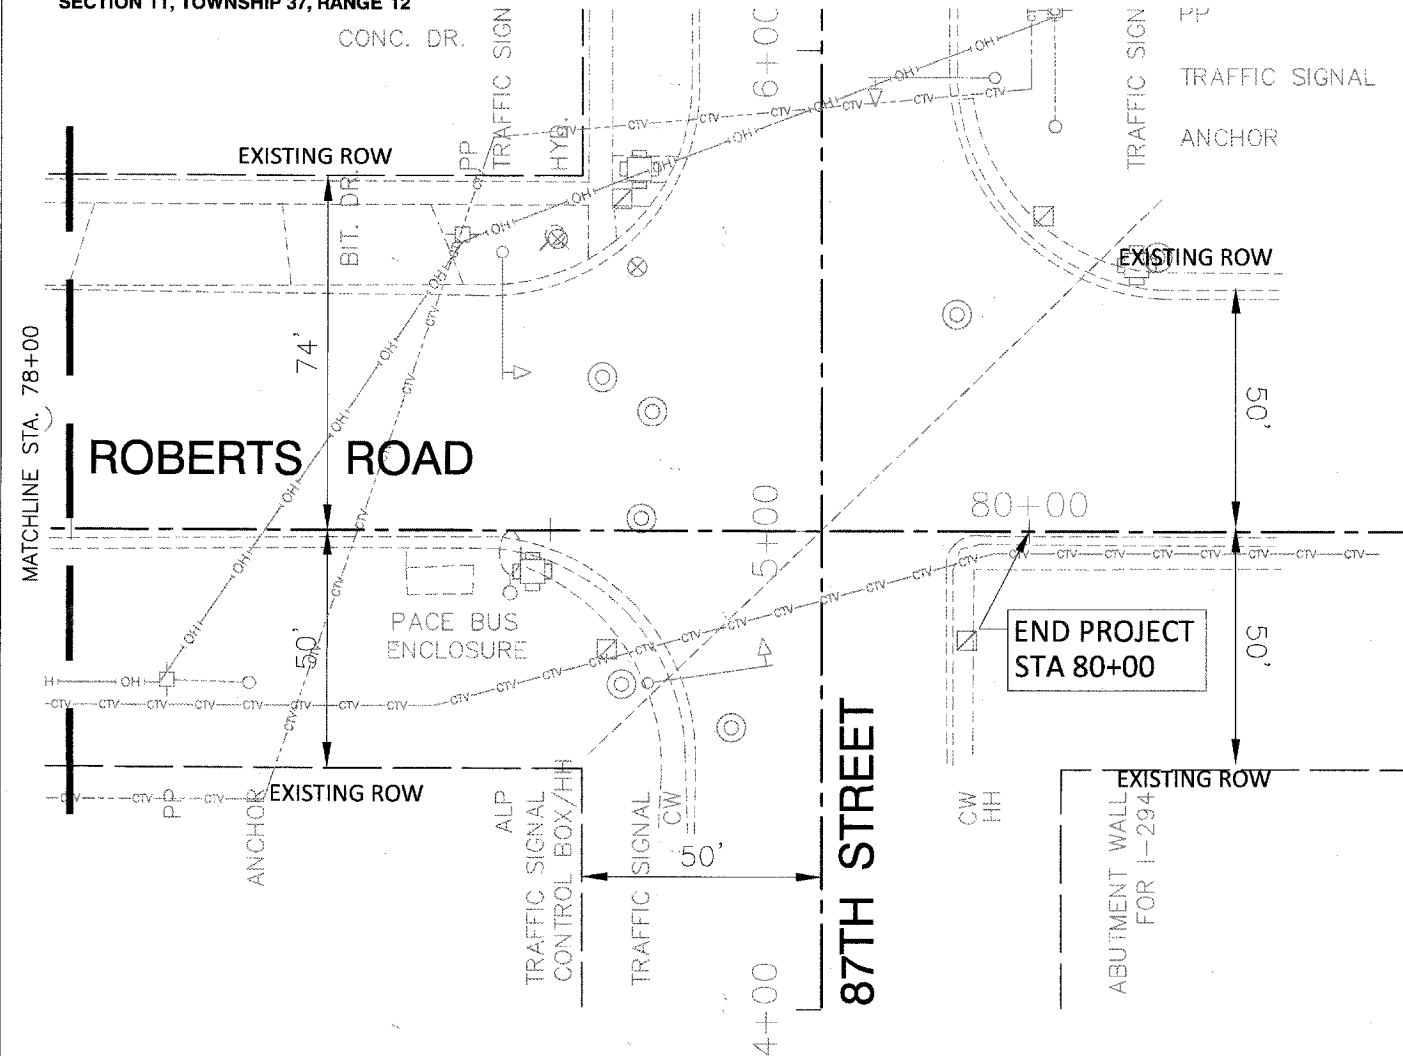 SECTION 11, TOWNSHIP 37, RANGE 12
CONC. DR.
TRAFFIC SIGN
6+00
TRAFFIC SIGN
PP
TRAFFIC SIGNAL
ANCHOR
EXISTING ROW
PP
HYD.
BIT. DR.
EXISTING ROW
OH
CTV
74'
50'
MATCHLINE STA. 78+00
ROBERTS ROAD
5+00
80+00
PACE BUS
ENCLOSURE
50'
50'
END PROJECT
STA 80+00
EXISTING ROW
EXISTING ROW
PP
ANCHOR
ALP
TRAFFIC SIGNAL
CONTROL BOX/HH
TRAFFIC SIGNAL
CW
50'
87TH STREET
CW
HH
ABUTMENT WALL
FOR I-294
4+00